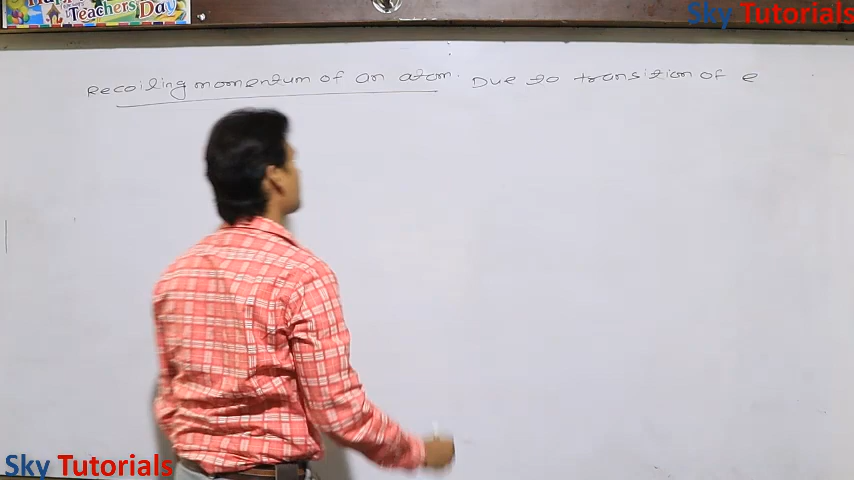 Teachers Day
Sky Tutorials
Recoiling momentum of an atom. Due to transition of e
Sky Tutorials